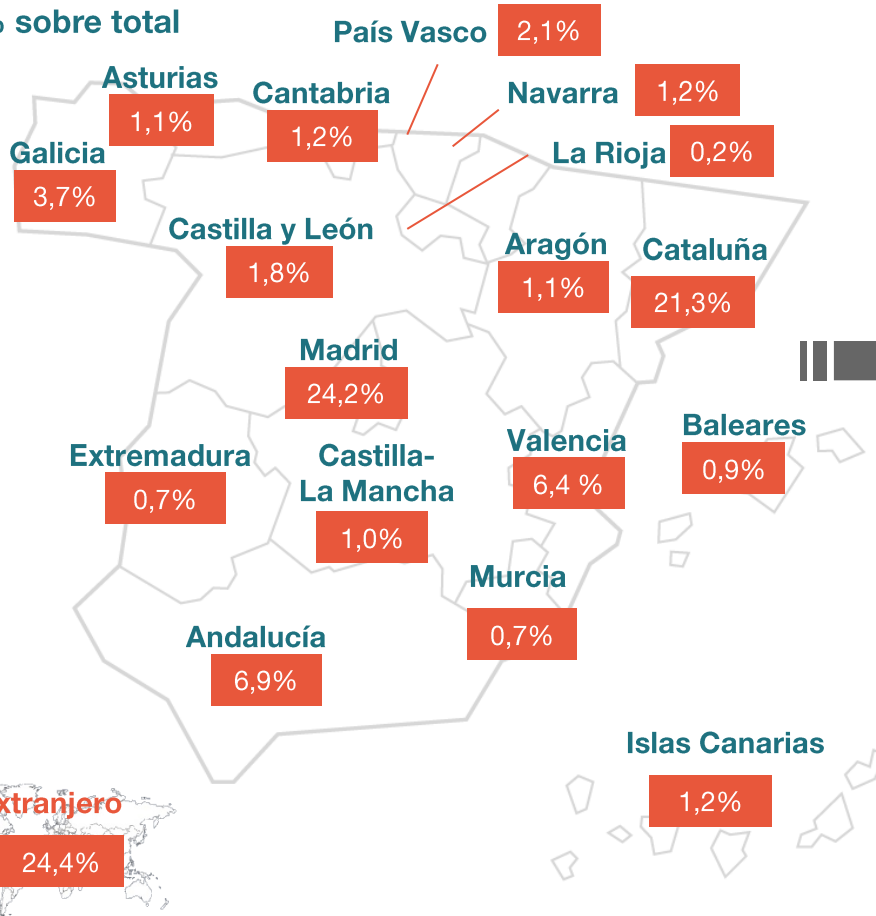 % sobre total
País Vasco 2,1%
Asturias
1,1%
Cantabria
1,2%
Navarra 1,2%
Galicia
3,7%
La Rioja 0,2%
Castilla y León
1,8%
Aragón
1,1%
Cataluña
21,3%
Madrid
24,2%
Extremadura
0,7%
Castilla-
La Mancha
1,0%
Valencia
6,4 %
Baleares
0,9%
Murcia
0,7%
Andalucía
6,9%
Islas Canarias
1,2%
xtranjero
24,4%